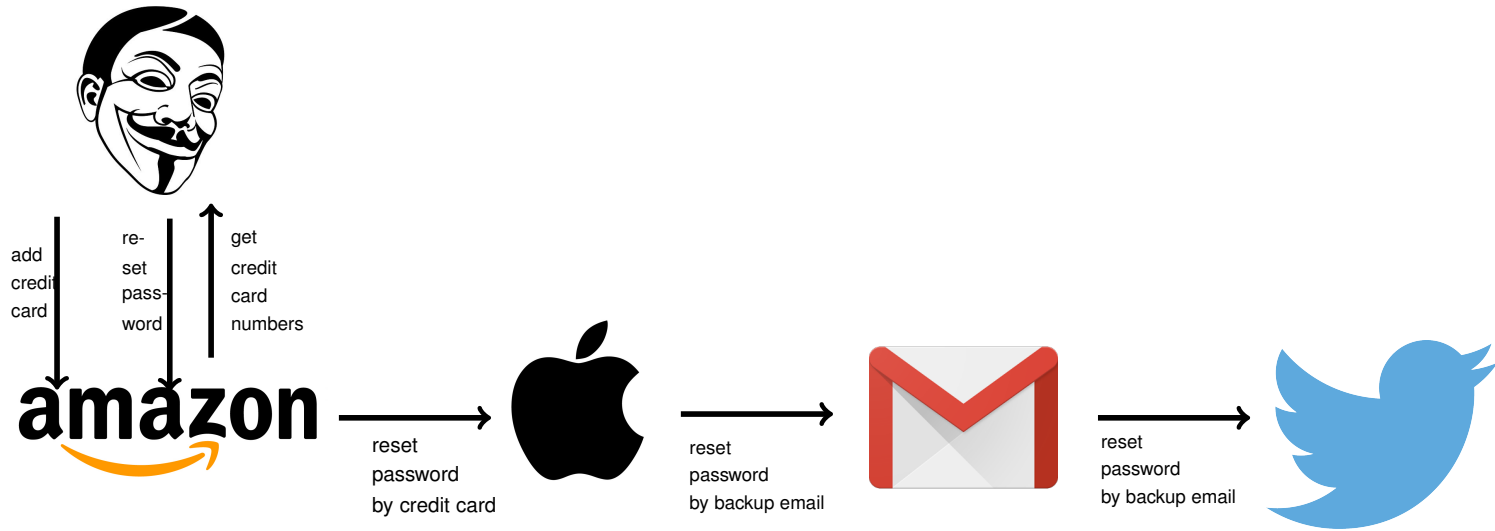 add
credit
card
re-
set
pass-
word
get
credit
card
numbers
amazon
reset
password
by credit card
reset
password
by backup email
reset
password
by backup email